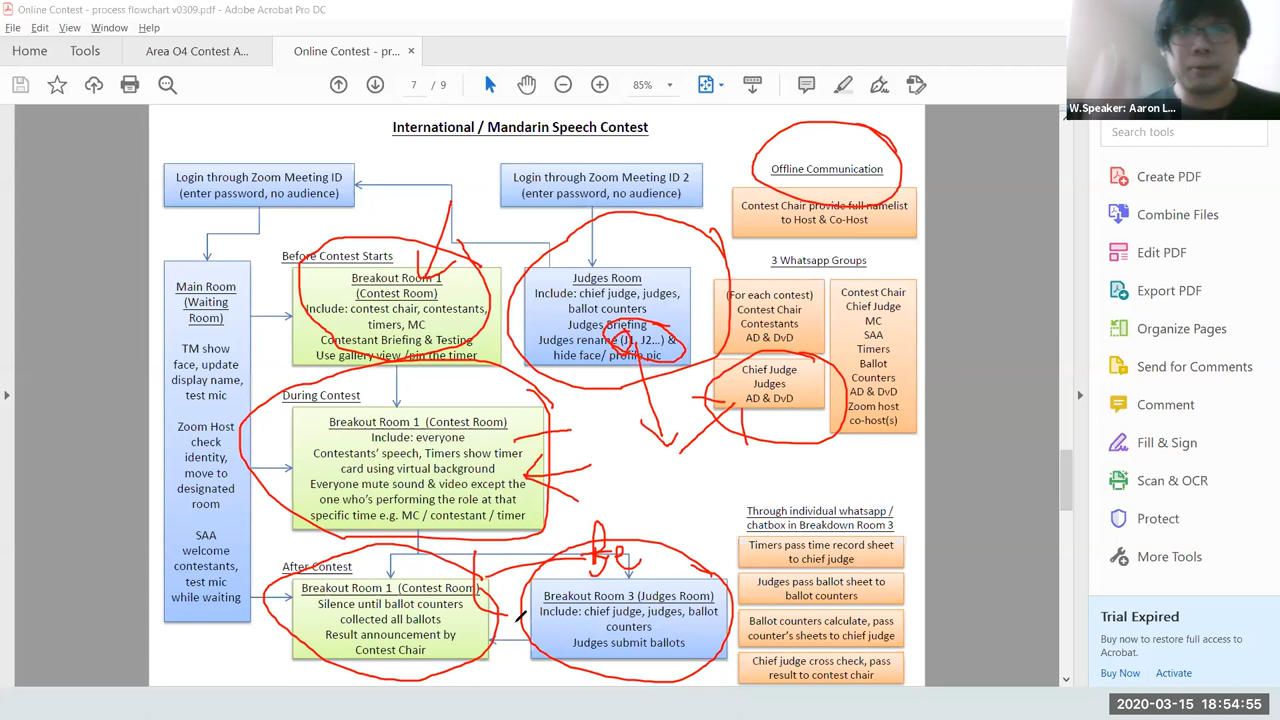 Online Contest - process flowchart v0309.pdf - Adobe Acrobat Pro DC
File Edit View Window Help
Home Tools Area O4 Contest A... Online Contest - pr... ×
7 / 9 85%
W.Speaker: Aaron L...
International / Mandarin Speech Contest
Login through Zoom Meeting ID
(enter password, no audience)
Login through Zoom Meeting ID 2
(enter password, no audience)
Offline Communication
Contest Chair provide full namelist
to Host & Co-Host
Before Contest Starts
Breakout Room 1
(Contest Room)
Include: contest chair, contestants,
timers, MC
Contestant Briefing & Testing
Use gallery view /pin the timer
Judges Room
Include: chief judge, judges,
ballot counters
Judges Briefing
Judges rename (J1, J2...) &
hide face/ profile pic
3 Whatsapp Groups
(For each contest)
Contest Chair
Contestants
AD & DvD
Chief Judge
Judges
AD & DvD
Contest Chair
Chief Judge
MC
SAA
Timers
Ballot
Counters
AD & DvD
Zoom host
co-host(s)
Main Room
(Waiting
Room)
TM show
face, update
display name,
test mic
Zoom Host
check
identity,
move to
designated
room
SAA
welcome
contestants,
test mic
while waiting
During Contest
Breakout Room 1 (Contest Room)
Include: everyone
Contestants' speech, Timers show timer
card using virtual background
Everyone mute sound & video except the
one who's performing the role at that
specific time e.g. MC / contestant / timer
After Contest
Breakout Room 1 (Contest Room)
Silence until ballot counters
collected all ballots
Result announcement by
Contest Chair
Breakout Room 3 (Judges Room)
Include: chief judge, judges, ballot
counters
Judges submit ballots
Through individual whatsapp /
chatbox in Breakdown Room 3
Timers pass time record sheet
to chief judge
Judges pass ballot sheet to
ballot counters
Ballot counters calculate, pass
counter's sheets to chief judge
Chief judge cross check, pass
result to contest chair
Search tools
Create PDF
Combine Files
Edit PDF
Export PDF
Organize Pages
Send for Comments
Comment
Fill & Sign
Scan & OCR
Protect
More Tools
Trial Expired
Buy now to restore full access to
Acrobat.
Buy Now Activate
2020-03-15 18:54:55